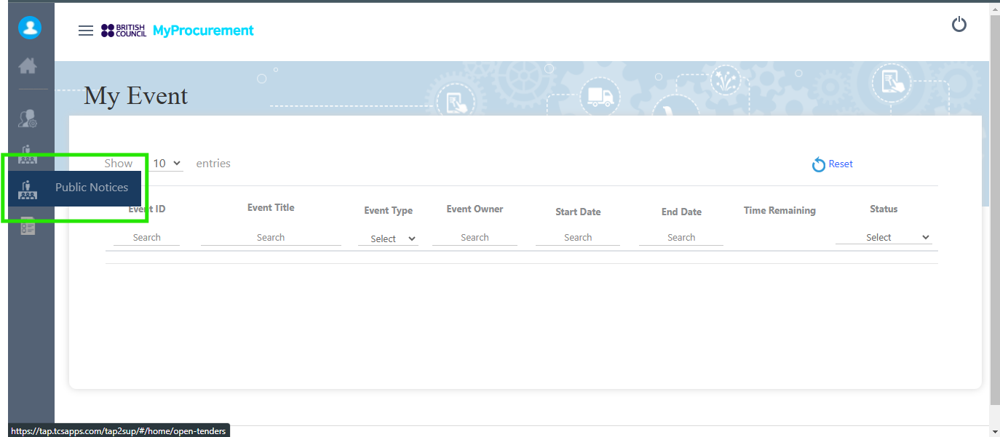 BRITISH
COUNCIL
MyProcurement
My Event
Show 10 entries
Reset
Public Notices
Event ID Event Title Event Type Event Owner Start Date End Date Time Remaining Status
Search Search Select Search Search Search Select
https://tap.tcsapps.com/tap2sup/#/home/open-tenders